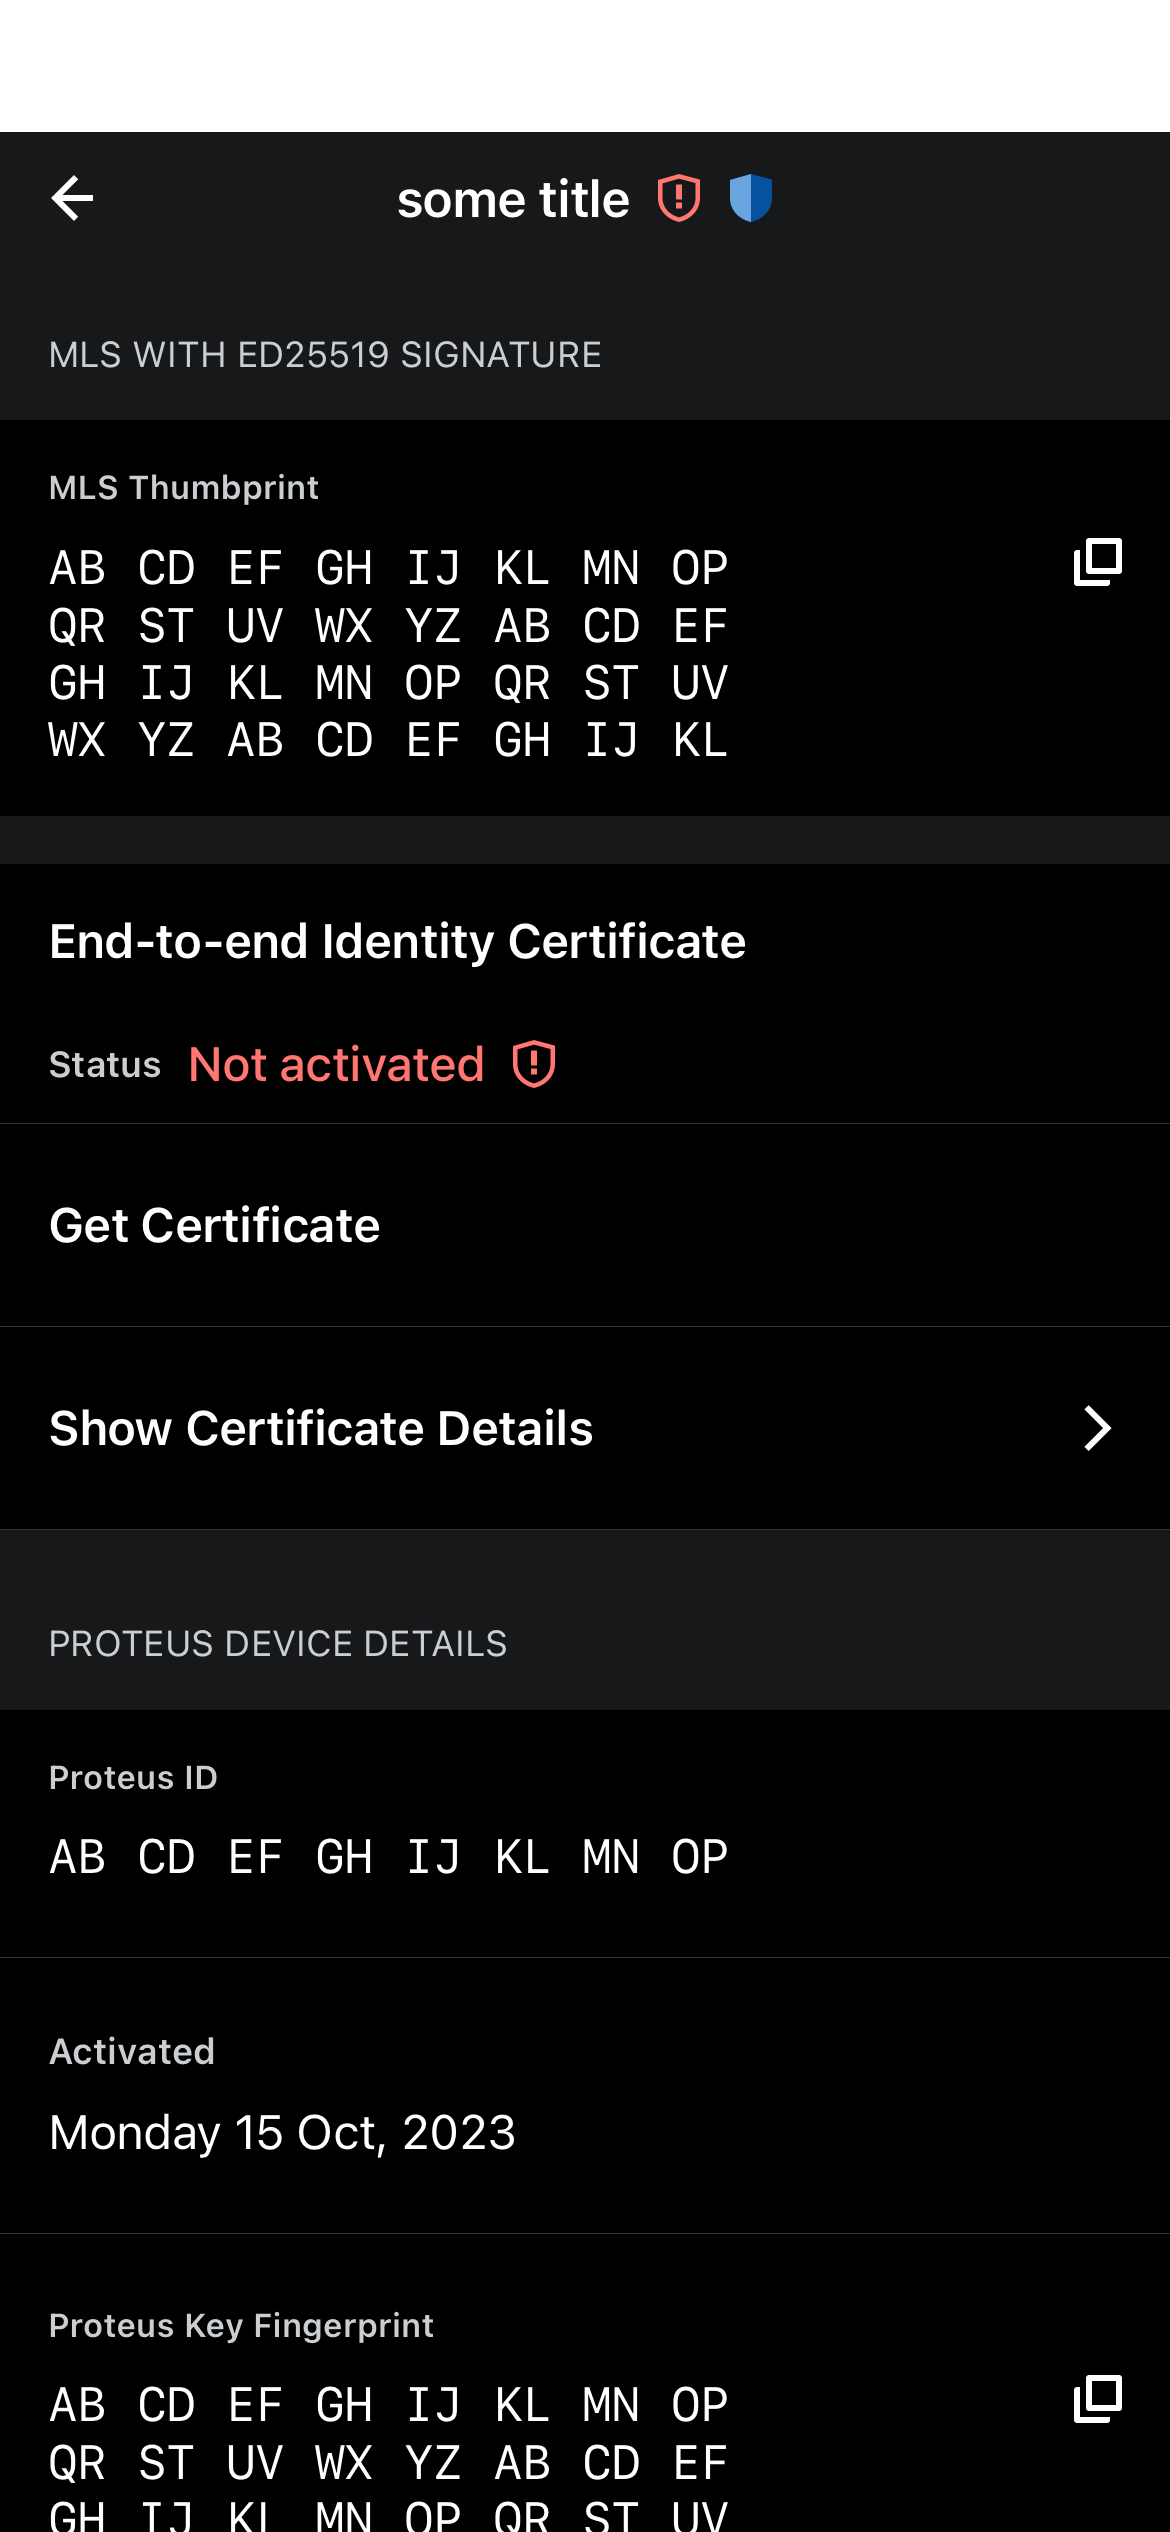 some title
MLS WITH ED25519 SIGNATURE
MLS Thumbprint
AB CD EF GH IJ KL MN OP
QR ST UV WX YZ AB CD EF
GH IJ KL MN OP QR ST UV
WX YZ AB CD EF GH IJ KL
End-to-end Identity Certificate
Status Not activated
Get Certificate
Show Certificate Details
PROTEUS DEVICE DETAILS
Proteus ID
AB CD EF GH IJ KL MN OP
Activated
Monday 15 Oct, 2023
Proteus Key Fingerprint
AB CD EF GH IJ KL MN OP
QR ST UV WX YZ AB CD EF
GH IJ KL MN OP QR ST UV